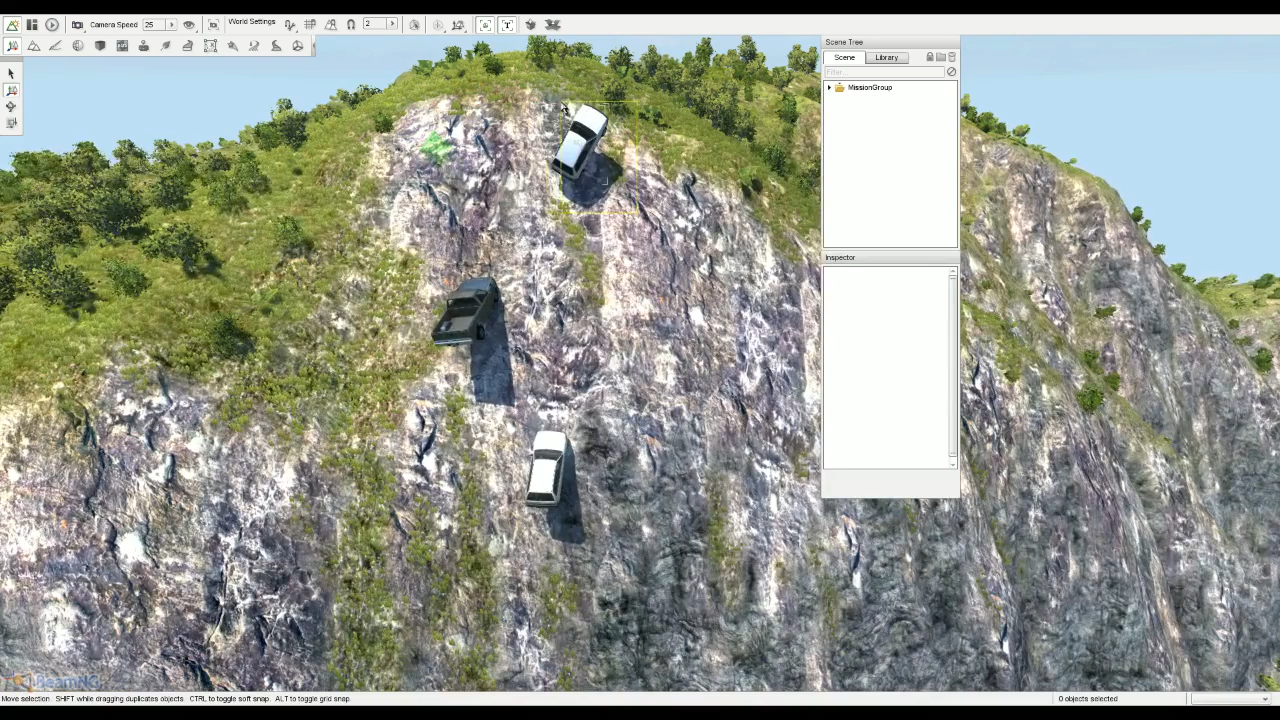 Camera Speed 25
World Settings
2
T
Scene Tree
Scene Library
Filter...
MissionGroup
Inspector
BeamNG
Move selection. SHIFT while dragging duplicates objects. CTRL to toggle soft snap. ALT to toggle grid snap.
0 objects selected